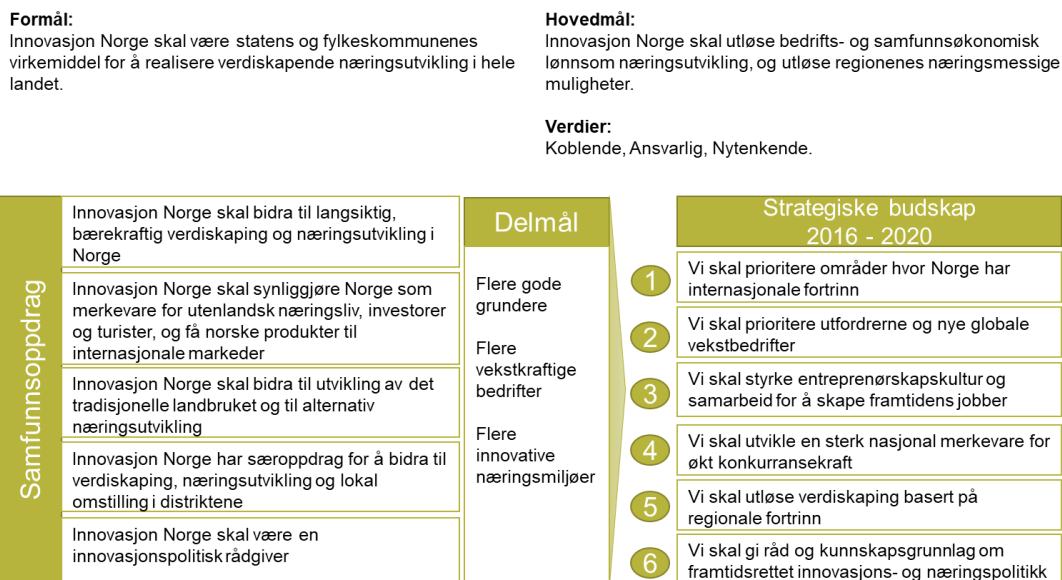 Formål:
Innovasjon Norge skal være statens og fylkeskommunenes
virkemiddel for å realisere verdiskapende næringsutvikling i hele
landet.
Hovedmål:
Innovasjon Norge skal utløse bedrifts- og samfunnsøkonomisk
lønnsom næringsutvikling, og utløse regionenes næringsmessige
muligheter.
Verdier:
Koblende, Ansvarlig, Nytenkende.
Samfunnsoppdrag
Innovasjon Norge skal bidra til langsiktig,
bærekraftig verdiskaping og næringsutvikling i
Norge
Innovasjon Norge skal synliggjøre Norge som
merkevare for utenlandsk næringsliv, investorer
og turister, og få norske produkter til
internasjonale markeder
Innovasjon Norge skal bidra til utvikling av det
tradisjonelle landbruket og til alternativ
næringsutvikling
Innovasjon Norge har særoppdrag for å bidra til
verdiskaping, næringsutvikling og lokal
omstilling i distriktene
Innovasjon Norge skal være en
innovasjonspolitisk rådgiver
Delmål
Flere gode
grundere
Flere
vekstkraftige
bedrifter
Flere
innovative
næringsmiljøer
Strategiske budskap
2016 - 2020
1
Vi skal prioritere områder hvor Norge har
internasjonale fortrinn
2
Vi skal prioritere utfordrerne og nye globale
vekstbedrifter
3
Vi skal styrke entreprenørskapskultur og
samarbeid for å skape framtidens jobber
4
Vi skal utvikle en sterk nasjonal merkevare for
økt konkurransekraft
5
Vi skal utløse verdiskaping basert på
regionale fortrinn
6
Vi skal gi råd og kunnskapsgrunnlag om
framtidsrettet innovasjons- og næringspolitikk